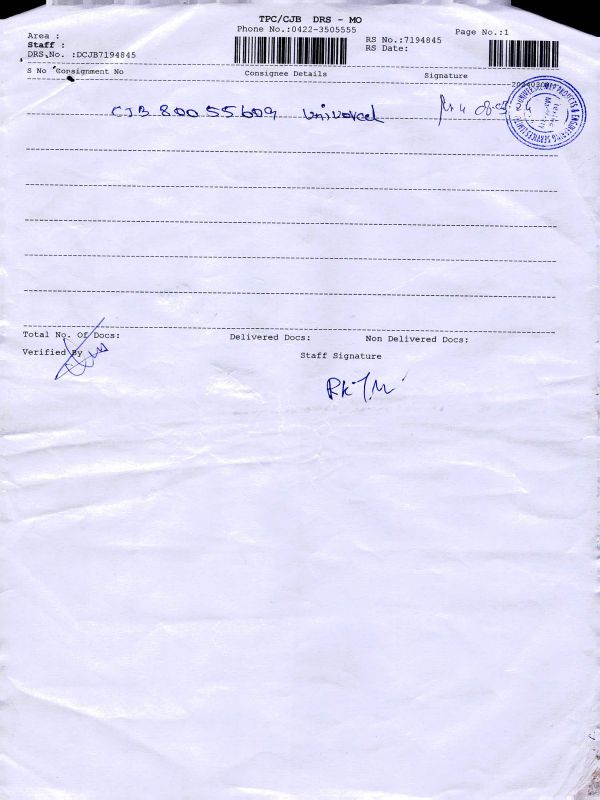 TPC/CJB DRS - MO
Area :
Phone No.:0422-3505555
Page No.:1
Staff :
RS No.:7194845
DRS No. :DCJB7194845
RS Date:
S No Consignment No Consignee Details Signature
CJB 80055609
Total No. Of Docs: Delivered Docs: Non Delivered Docs:
Verified By Staff Signature